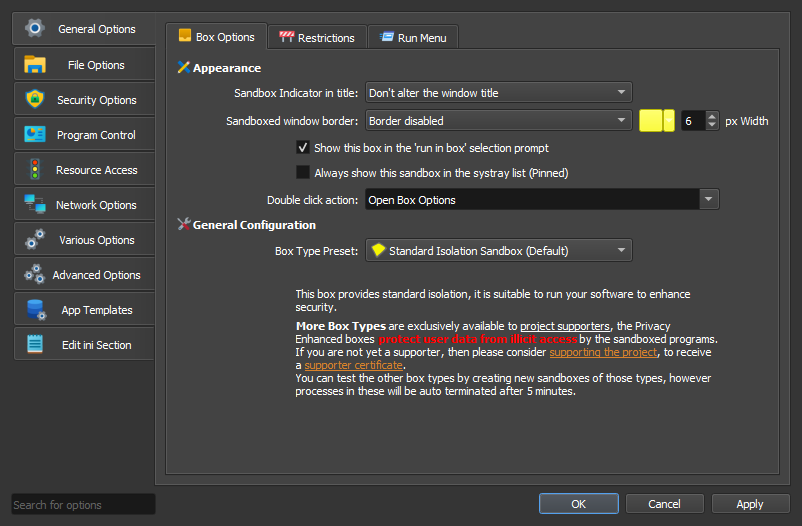 General Options
File Options
Security Options
Program Control
Resource Access
Network Options
Various Options
Advanced Options
App Templates
Edit ini Section
Search for options
Box Options
Restrictions
Run Menu
Appearance
Sandbox Indicator in title: Don't alter the window title
Sandboxed window border: Border disabled 6 px Width
Show this box in the 'run in box' selection prompt
Always show this sandbox in the systray list (Pinned)
Double click action: Open Box Options
General Configuration
Box Type Preset: Standard Isolation Sandbox (Default)
This box provides standard isolation, it is suitable to run your software to enhance
security.
More Box Types are exclusively available to project supporters, the Privacy
Enhanced boxes protect user data from illicit access by the sandboxed programs.
If you are not yet a supporter, then please consider supporting the project, to receive
a supporter certificate.
You can test the other box types by creating new sandboxes of those types, however
processes in these will be auto terminated after 5 minutes.
OK
Cancel
Apply